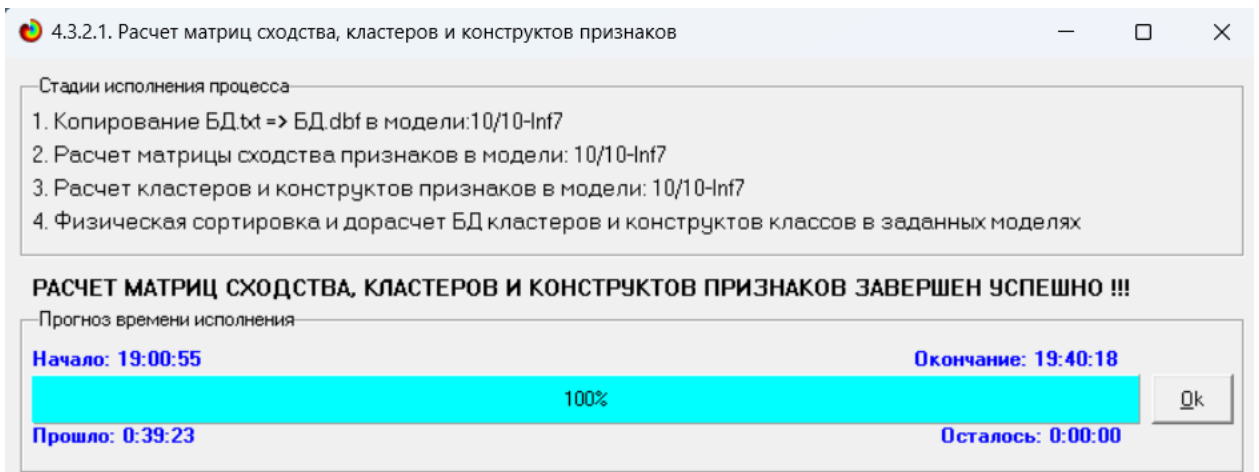 4.3.2.1. Расчет матриц сходства, кластеров и конструктов признаков
Стадии исполнения процесса
1. Копирование БД.txt => БД.dbf в модели:10/10-Inf7
2. Расчет матрицы сходства признаков в модели: 10/10-Inf7
3. Расчет кластеров и конструктов признаков в модели: 10/10-Inf7
4. Физическая сортировка и дорасчет БД кластеров и конструктов классов в заданных моделях
РАСЧЕТ МАТРИЦ СХОДСТВА, КЛАСТЕРОВ И КОНСТРУКТОВ ПРИЗНАКОВ ЗАВЕРШЕН УСПЕШНО !!!
Прогноз времени исполнения
Начало: 19:00:55 Окончание: 19:40:18
100% Ok
Прошло: 0:39:23 Осталось: 0:00:00